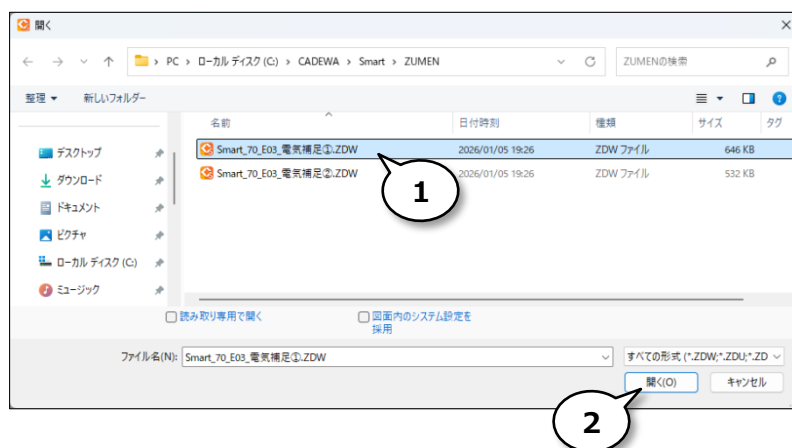 開く
PC › ローカル ディスク (C:) › CADEWA › Smart › ZUMEN
ZUMENの検索
整理 新しいフォルダー
名前 日付時刻 種類 サイズ タグ
Smart_70_E03_電気補足①.ZDW 2026/01/05 19:26 ZDW ファイル 646 KB
Smart_70_E03_電気補足②.ZDW 2026/01/05 19:26 ZDW ファイル 532 KB
デスクトップ
ダウンロード
ドキュメント
ピクチャ
ローカル ディスク (C:)
ミュージック
1
読み取り専用で開く
図面内のシステム設定を
採用
ファイル名(N): Smart_70_E03_電気補足①.ZDW すべての形式 (*.ZDW;*.ZDU;*.ZD
開く(O) キャンセル
2